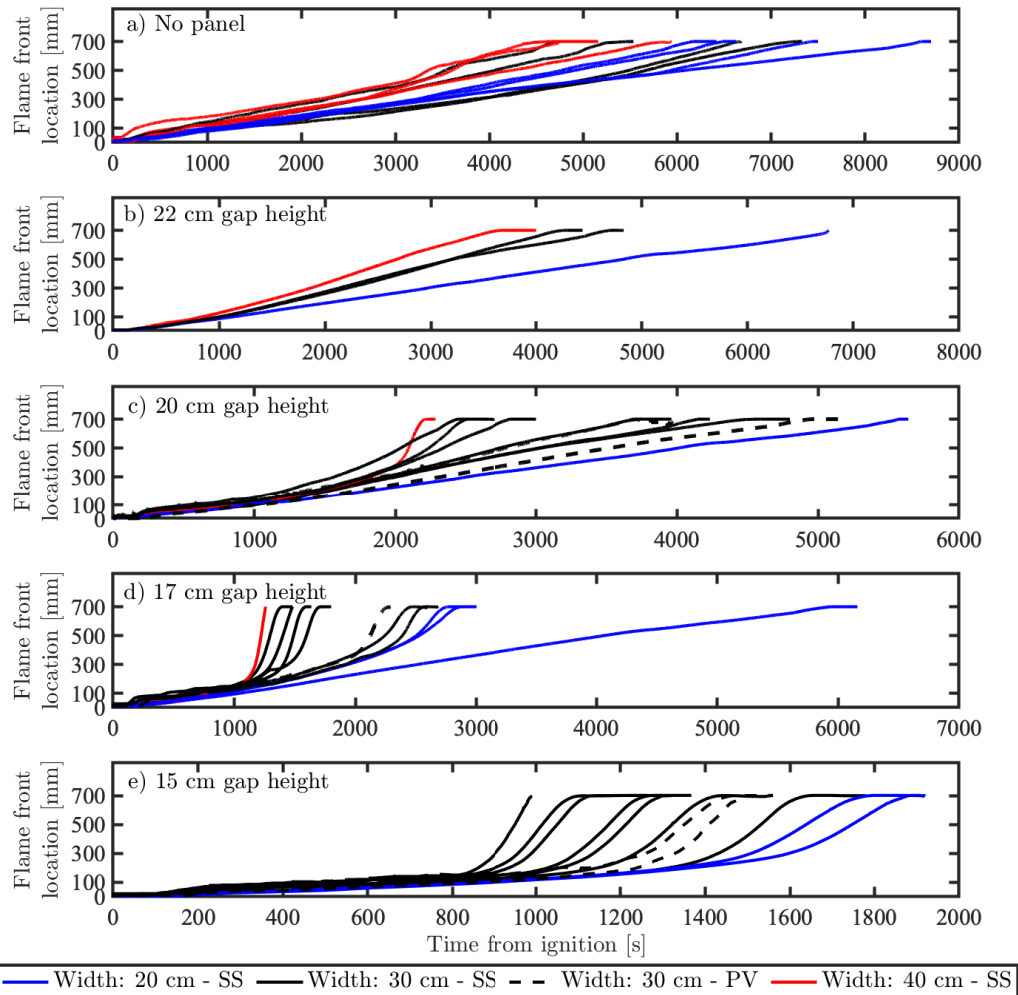 a) No panel
Flame front
location [mm]
700
500
300
100
0
0 1000 2000 3000 4000 5000 6000 7000 8000 9000
b) 22 cm gap height
Flame front
location [mm]
700
500
300
100
0
0 1000 2000 3000 4000 5000 6000 7000 8000
c) 20 cm gap height
Flame front
location [mm]
700
500
300
100
0
0 1000 2000 3000 4000 5000 6000
d) 17 cm gap height
Flame front
location [mm]
700
500
300
100
0
0 1000 2000 3000 4000 5000 6000 7000
e) 15 cm gap height
Flame front
location [mm]
700
500
300
100
0
0 200 400 600 800 1000 1200 1400 1600 1800 2000
Time from ignition [s]
Width: 20 cm - SS Width: 30 cm - SS Width: 30 cm - PV Width: 40 cm - SS